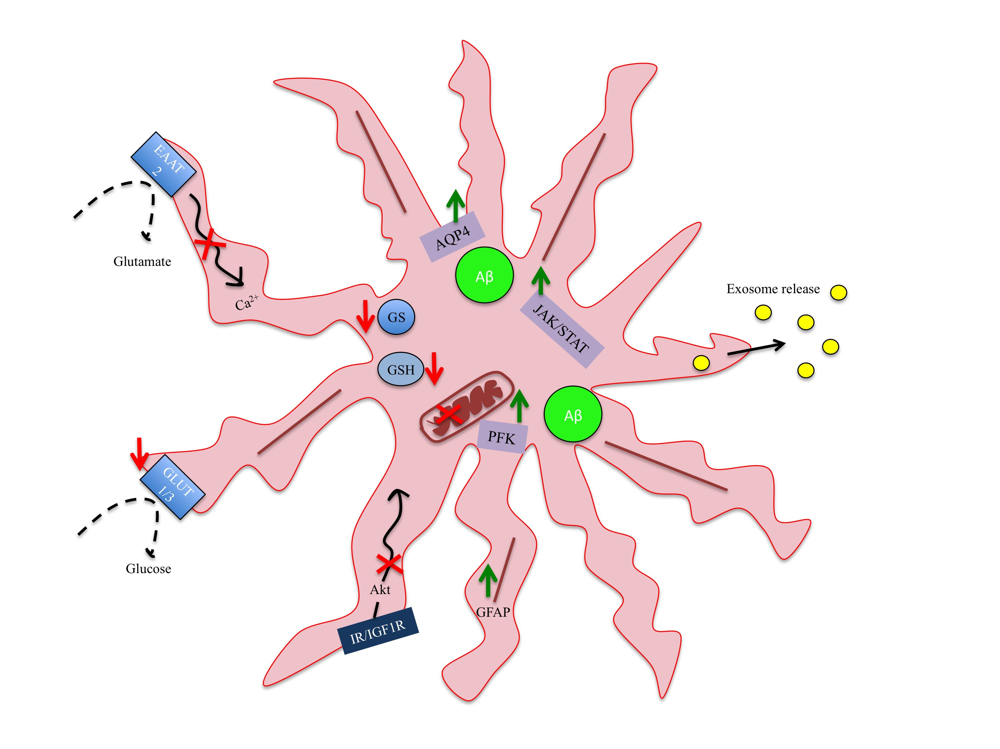 EAAT
2
Glutamate
Ca²⁺
AQP4
Aβ
JAK/STAT
Exosome release
GS
GSH
PFK
Aβ
GLUT
1/3
Glucose
Akt
IR/IGF1R
GFAP